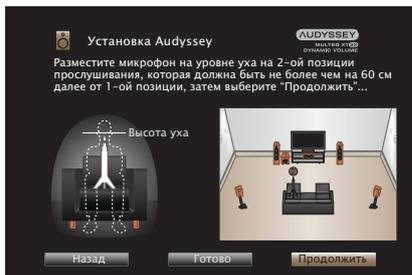 Установка Audyssey
AUDYSSEY
MULTEQ XT32
DYNAMIC VOLUME
Разместите микрофон на уровне уха на 2-ой позиции
прослушивания, которая должна быть не более чем на 60 см
далее от 1-ой позиции, затем выберите “Продолжить”...
Высота уха
Назад
Готово
Продолжить